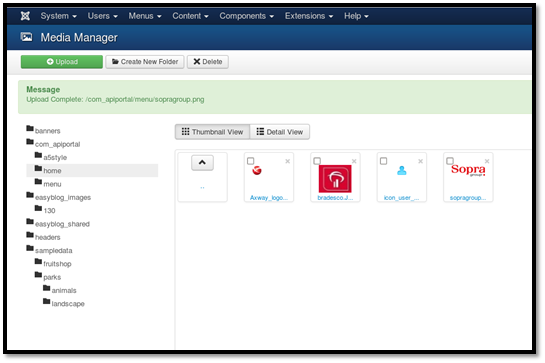 System Users Menus Content Components Extensions Help
Media Manager
Upload Create New Folder Delete
Message
Upload Complete: /com_apiportal/menu/sopragroup.png
banners
com_apiportal
a5style
home
menu
easyblog_images
130
easyblog_shared
headers
sampledata
fruitshop
parks
animals
landscape
Thumbnail View Detail View
..
Axway_logo...
bradesco.J...
icon_user_...
Sopra
group
sopragroup...